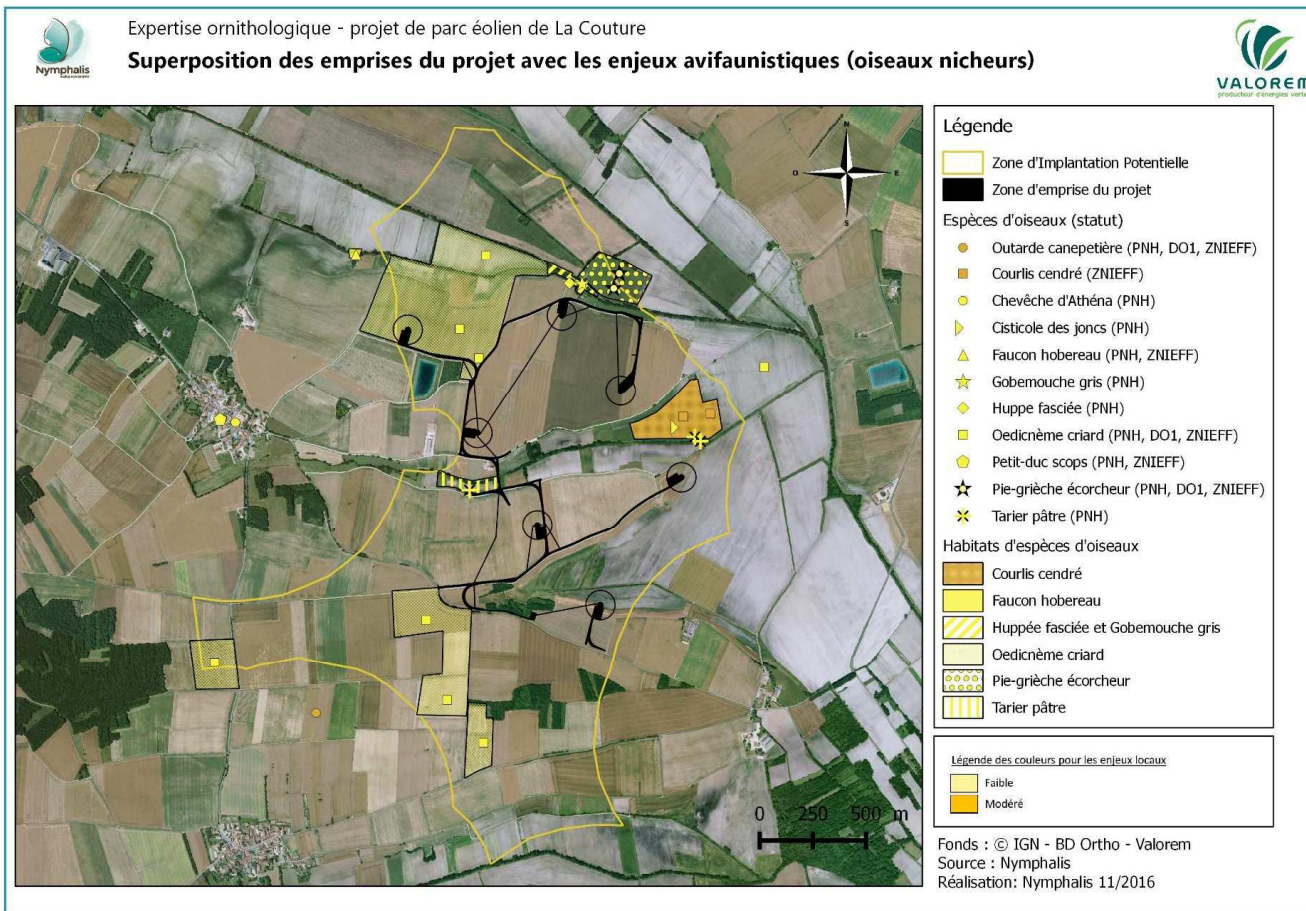 Expertise ornithologique - projet de parc éolien de La Couture
Superposition des emprises du projet avec les enjeux avifaunistiques (oiseaux nicheurs)
Nymphalis
VALOREM
producteur d'énergies vertes
N
O
E
S
0 250 500 m
Légende
Zone d'Implantation Potentielle
Zone d'emprise du projet
Espèces d'oiseaux (statut)
Outarde canepetière (PNH, DO1, ZNIEFF)
Courlis cendré (ZNIEFF)
Chevêche d'Athéna (PNH)
Cisticole des joncs (PNH)
Faucon hobereau (PNH, ZNIEFF)
Gobemouche gris (PNH)
Huppe fasciée (PNH)
Oedicnème criard (PNH, DO1, ZNIEFF)
Petit-duc scops (PNH, ZNIEFF)
Pie-grièche écorcheur (PNH, DO1, ZNIEFF)
Tarier pâtre (PNH)
Habitats d'espèces d'oiseaux
Courlis cendré
Faucon hobereau
Huppée fasciée et Gobemouche gris
Oedicnème criard
Pie-grièche écorcheur
Tarier pâtre
Légende des couleurs pour les enjeux locaux
Faible
Modéré
Fonds : © IGN - BD Ortho - Valorem
Source : Nymphalis
Réalisation: Nymphalis 11/2016